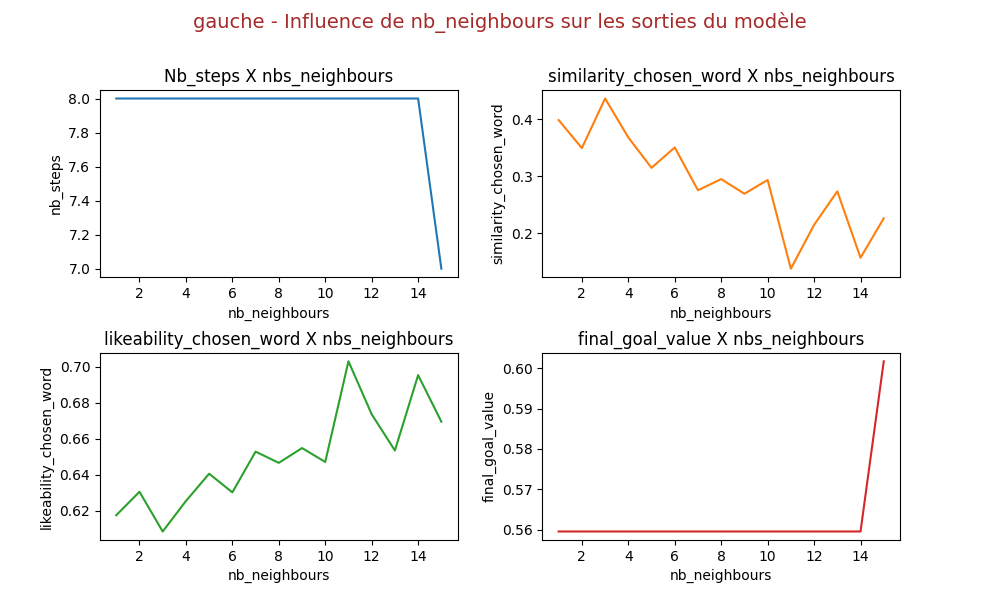 gauche - Influence de nb_neighbours sur les sorties du modèle
Nb_steps X nbs_neighbours
nb_steps
8.0
7.8
7.6
7.4
7.2
7.0
2 4 6 8 10 12 14
nb_neighbours
similarity_chosen_word X nbs_neighbours
similarity_chosen_word
0.4
0.3
0.2
2 4 6 8 10 12 14
nb_neighbours
likeability_chosen_word X nbs_neighbours
likeability_chosen_word
0.70
0.68
0.66
0.64
0.62
2 4 6 8 10 12 14
nb_neighbours
final_goal_value X nbs_neighbours
final_goal_value
0.60
0.59
0.58
0.57
0.56
2 4 6 8 10 12 14
nb_neighbours